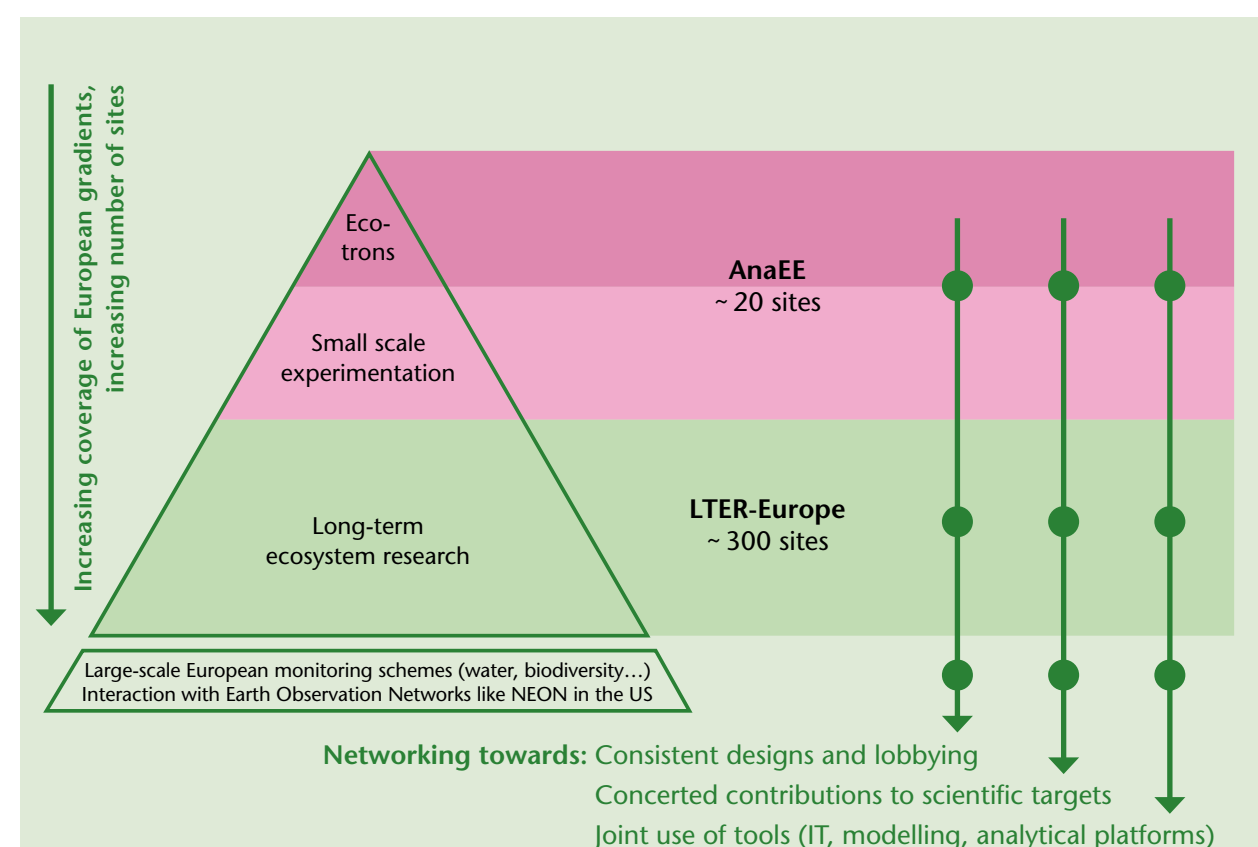 Increasing coverage of European gradients,
increasing number of sites
Eco-
trons
AnaEE
~ 20 sites
Small scale
experimentation
LTER-Europe
~ 300 sites
Long-term
ecosystem research
Large-scale European monitoring schemes (water, biodiversity…)
Interaction with Earth Observation Networks like NEON in the US
Networking towards: Consistent designs and lobbying
Concerted contributions to scientific targets
Joint use of tools (IT, modelling, analytical platforms)